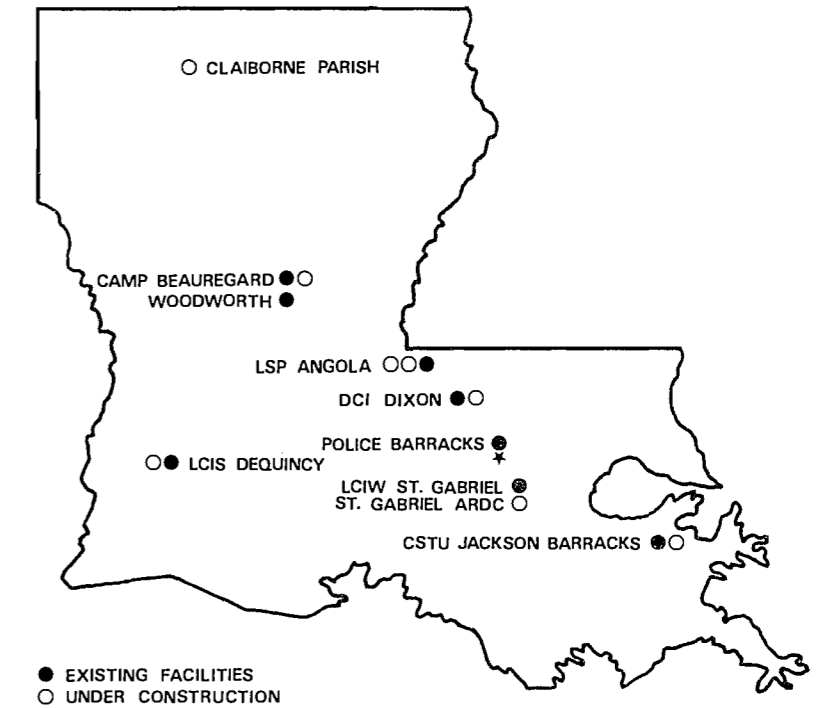 CLAIBORNE PARISH
CAMP BEAUREGARD
WOODWORTH
LSP ANGOLA
DCI DIXON
POLICE BARRACKS
LCIS DEQUINCY
LCIW ST. GABRIEL
ST. GABRIEL ARDC
CSTU JACKSON BARRACKS
EXISTING FACILITIES
UNDER CONSTRUCTION